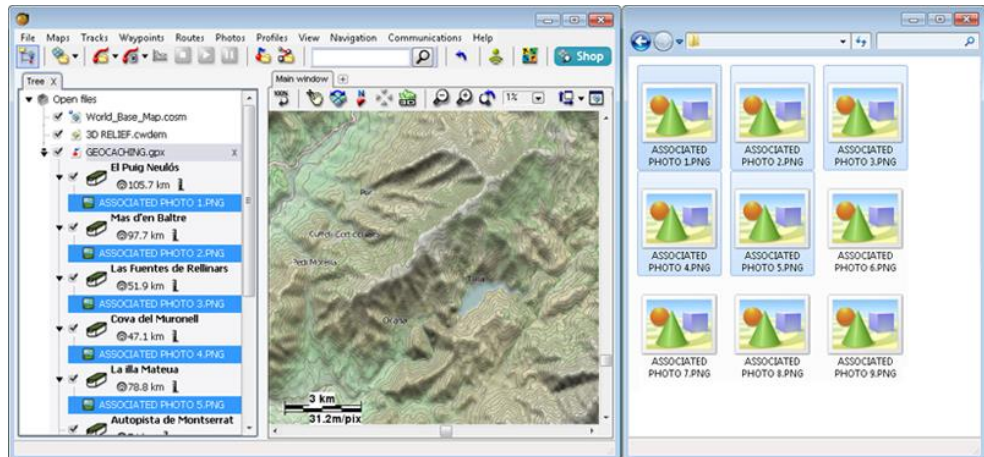 File Maps Tracks Waypoints Routes Photos Profiles View Navigation Communications Help
Shop
Tree X
Open files
World_Base_Map.cosm
3D RELIEF.cwdem
GEOCACHING.gpx x
El Puig Neulós
105.7 km
ASSOCIATED PHOTO 1.PNG
Mas d'en Baltre
97.7 km
ASSOCIATED PHOTO 2.PNG
Las Fuentes de Rellinars
51.9 km
ASSOCIATED PHOTO 3.PNG
Cova del Muronell
47.1 km
ASSOCIATED PHOTO 4.PNG
La illa Mateua
78.8 km
ASSOCIATED PHOTO 5.PNG
Autopista de Montserrat
Main window
100%
1%
Por
Ocaña
3 km
31.2m/pix
ASSOCIATED
PHOTO 1.PNG
ASSOCIATED
PHOTO 2.PNG
ASSOCIATED
PHOTO 3.PNG
ASSOCIATED
PHOTO 4.PNG
ASSOCIATED
PHOTO 5.PNG
ASSOCIATED
PHOTO 6.PNG
ASSOCIATED
PHOTO 7.PNG
ASSOCIATED
PHOTO 8.PNG
ASSOCIATED
PHOTO 9.PNG